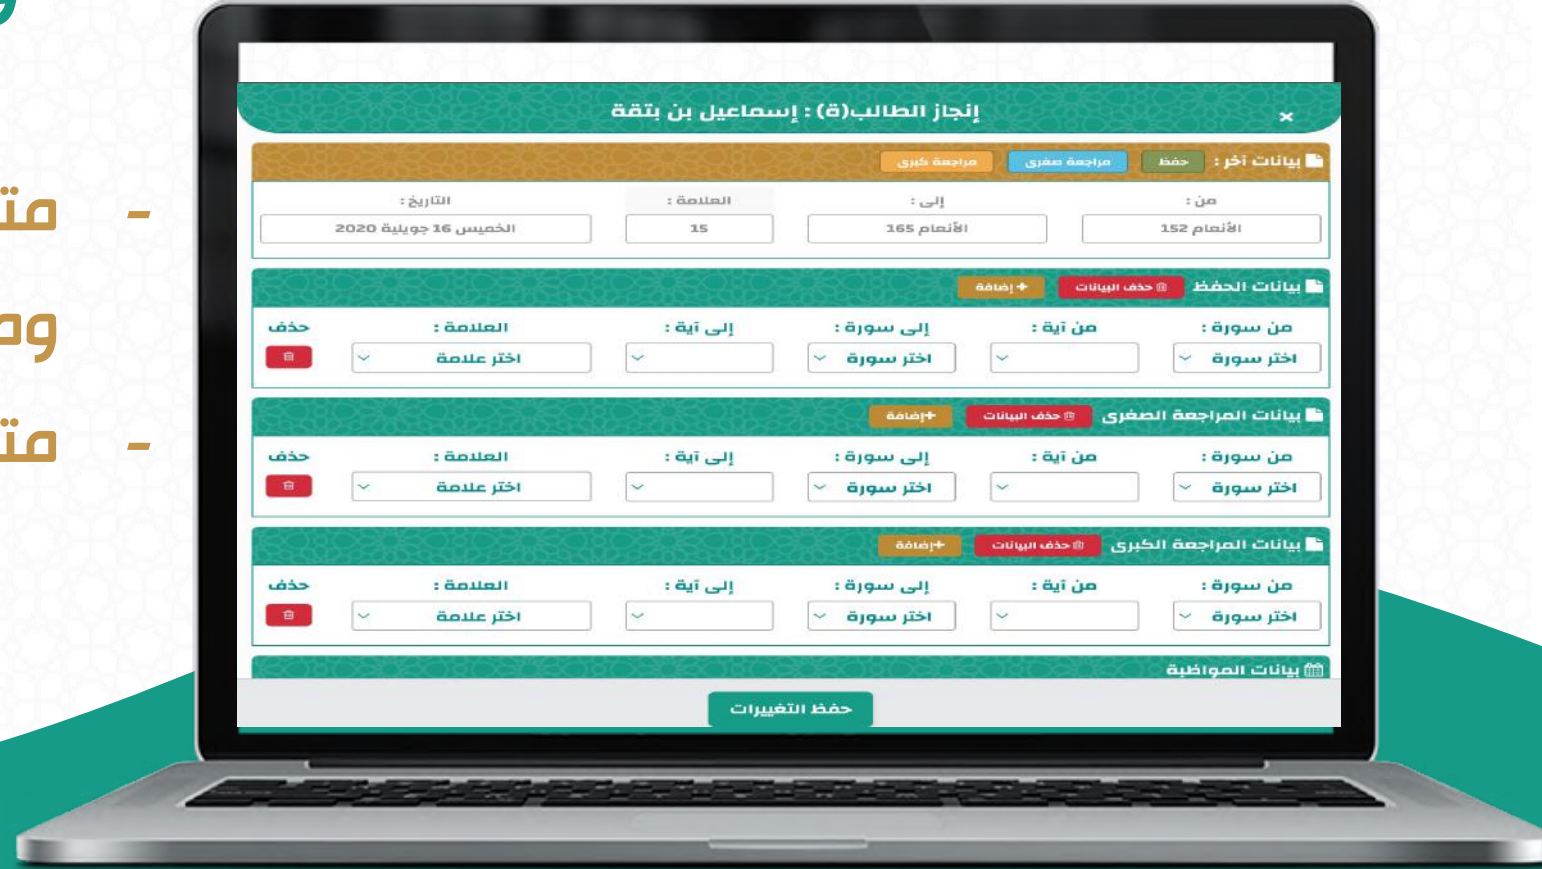 إنجاز الطالب(ة) : إسماعيل بن بتقة
بيانات آخر : حفظ مراجعة صغرى مراجعة كبرى
من : إلى : العلامة : التاريخ :
الأنعام 152 الأنعام 165 15 الخميس 16 جويلية 2020
بيانات الحفظ حذف البيانات +إضافة
من سورة : من آية : إلى سورة : إلى آية : العلامة : حذف
اختر سورة اختر سورة اختر علامة
بيانات المراجعة الصغرى حذف البيانات +إضافة
من سورة : من آية : إلى سورة : إلى آية : العلامة : حذف
اختر سورة اختر سورة اختر علامة
بيانات المراجعة الكبرى حذف البيانات +إضافة
من سورة : من آية : إلى سورة : إلى آية : العلامة : حذف
اختر سورة اختر سورة اختر علامة
بيانات المواظبة
حفظ التغييرات